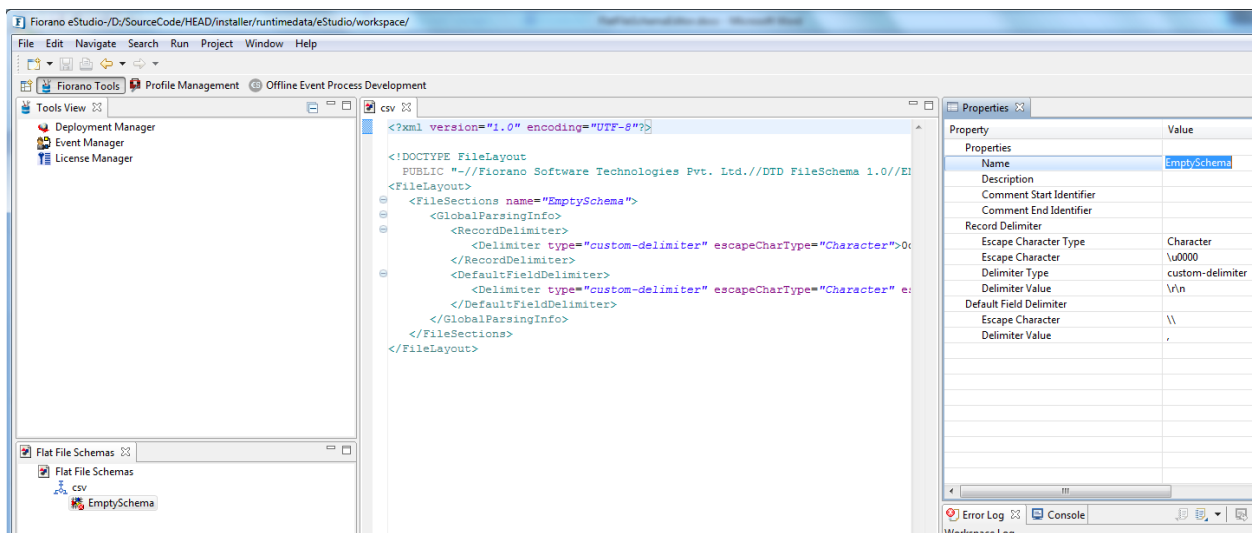 Fiorano eStudio-/D:/SourceCode/HEAD/installer/runtimedata/eStudio/workspace/
File Edit Navigate Search Run Project Window Help
Fiorano Tools Profile Management Offline Event Process Development
Tools View
Deployment Manager
Event Manager
License Manager
Flat File Schemas
Flat File Schemas
csv
EmptySchema
csv
<?xml version="1.0" encoding="UTF-8"?>
<!DOCTYPE FileLayout
PUBLIC "-//Fiorano Software Technologies Pvt. Ltd.//DTD FileSchema 1.0//E
<FileLayout>
<FileSections name="EmptySchema">
<GlobalParsingInfo>
<RecordDelimiter>
<Delimiter type="custom-delimiter" escapeCharType="Character">0
</RecordDelimiter>
<DefaultFieldDelimiter>
<Delimiter type="custom-delimiter" escapeCharType="Character" e
</DefaultFieldDelimiter>
</GlobalParsingInfo>
</FileSections>
</FileLayout>
Properties
Property Value
Properties
Name EmptySchema
Description
Comment Start Identifier
Comment End Identifier
Record Delimiter
Escape Character Type Character
Escape Character \u0000
Delimiter Type custom-delimiter
Delimiter Value \r\n
Default Field Delimiter
Escape Character \\
Delimiter Value ,
Error Log Console
Workspace Log